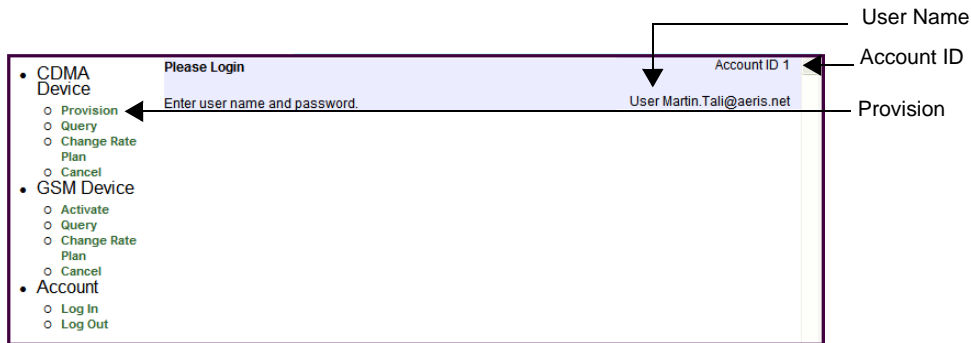 User Name
Account ID
Provision
Please Login
Account ID 1
Enter user name and password.
User Martin.Tali@aeris.net
CDMA
Device
Provision
Query
Change Rate
Plan
Cancel
GSM Device
Activate
Query
Change Rate
Plan
Cancel
Account
Log In
Log Out